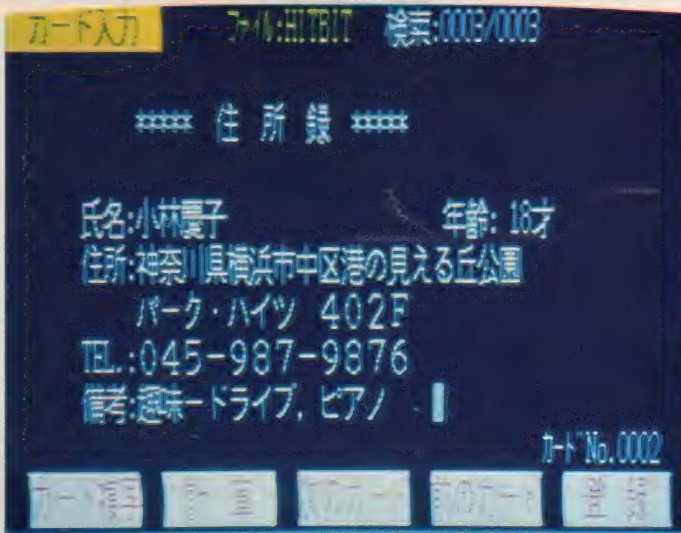 カード入力 ファイル:HITBIT 検索:0003/0003
***** 住 所 録 *****
氏名:小林慶子 年齢: 18才
住所:神奈川県横浜市中区港の見える丘公園
パーク・ハイツ 402F
TEL.:045-987-9876
備考:趣味ードライブ, ピアノ
カードNo.0002